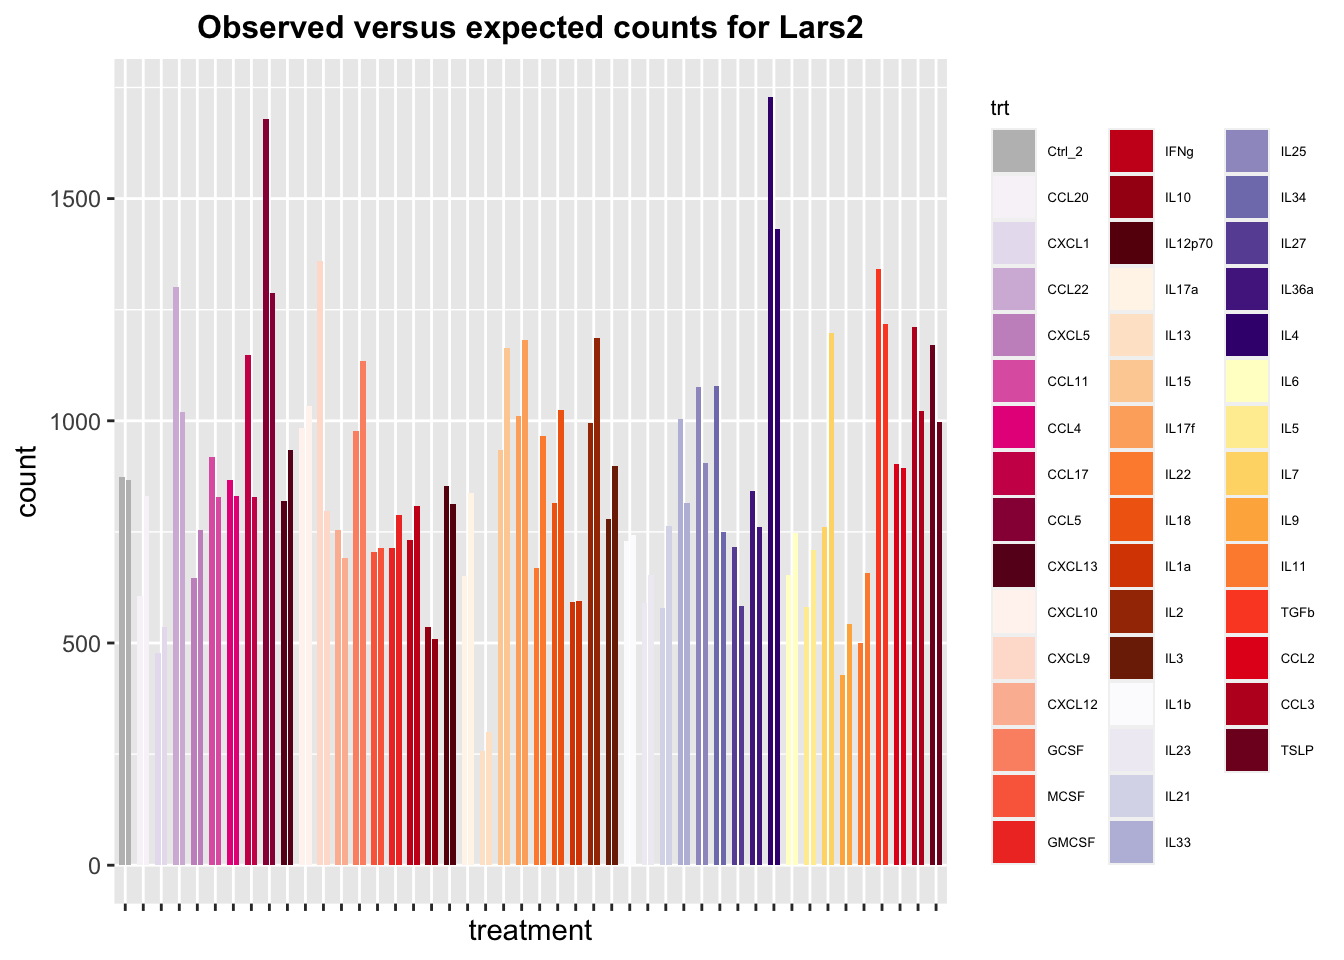 Observed versus expected counts for Lars2
count
1500
1000
500
0
treatment
trt
Ctrl_2
CCL20
CXCL1
CCL22
CXCL5
CCL11
CCL4
CCL17
CCL5
CXCL13
CXCL10
CXCL9
CXCL12
GCSF
MCSF
GMCSF
IFNg
IL10
IL12p70
IL17a
IL13
IL15
IL17f
IL22
IL18
IL1a
IL2
IL3
IL1b
IL23
IL21
IL33
IL25
IL34
IL27
IL36a
IL4
IL6
IL5
IL7
IL9
IL11
TGFb
CCL2
CCL3
TSLP